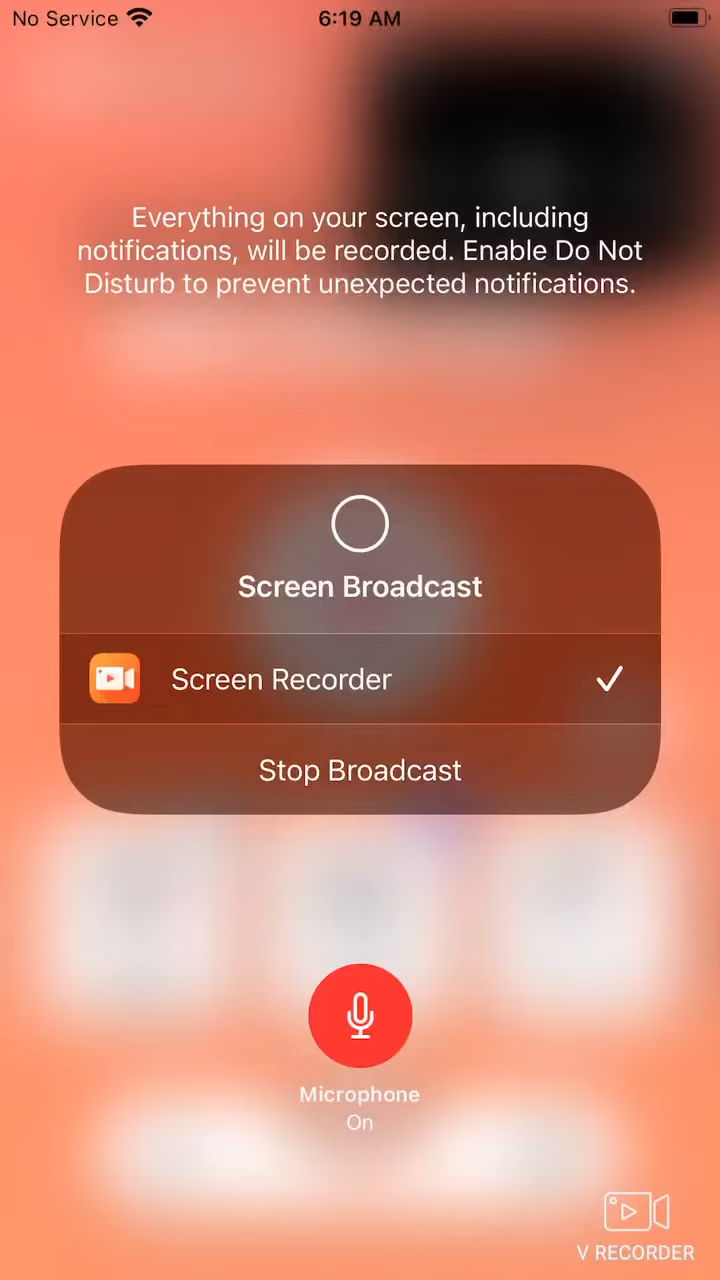 No Service
6:19 AM
Everything on your screen, including
notifications, will be recorded. Enable Do Not
Disturb to prevent unexpected notifications.
Screen Broadcast
Screen Recorder
Stop Broadcast
Microphone
On
V RECORDER